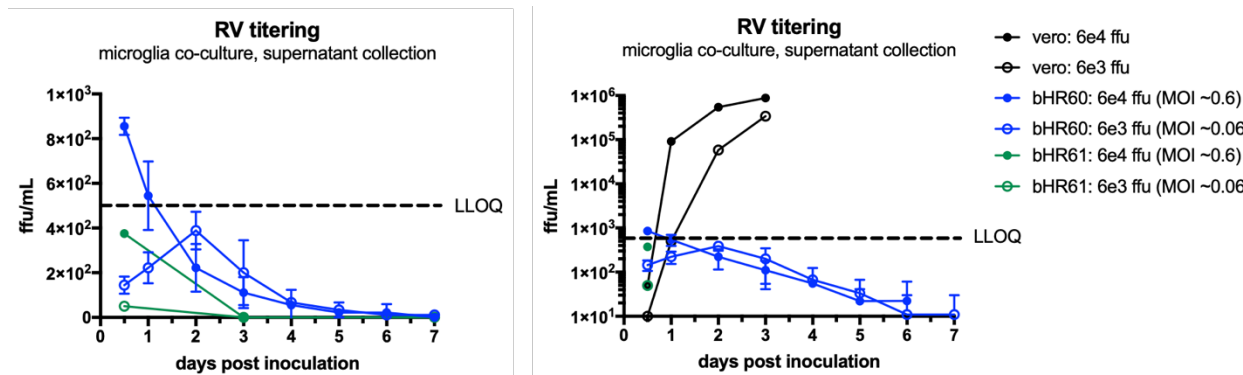 RV titering
microglia co-culture, supernatant collection
1×10³
8×10²
6×10²
4×10²
2×10²
0
ffu/mL
LLOQ
0 1 2 3 4 5 6 7
days post inoculation
RV titering
microglia co-culture, supernatant collection
1×10⁶
1×10⁵
1×10⁴
1×10³
1×10²
1×10¹
ffu/mL
LLOQ
0 1 2 3 4 5 6 7
days post inoculation
vero: 6e4 ffu
vero: 6e3 ffu
bHR60: 6e4 ffu (MOI ~0.6)
bHR60: 6e3 ffu (MOI ~0.06
bHR61: 6e4 ffu (MOI ~0.6)
bHR61: 6e3 ffu (MOI ~0.06